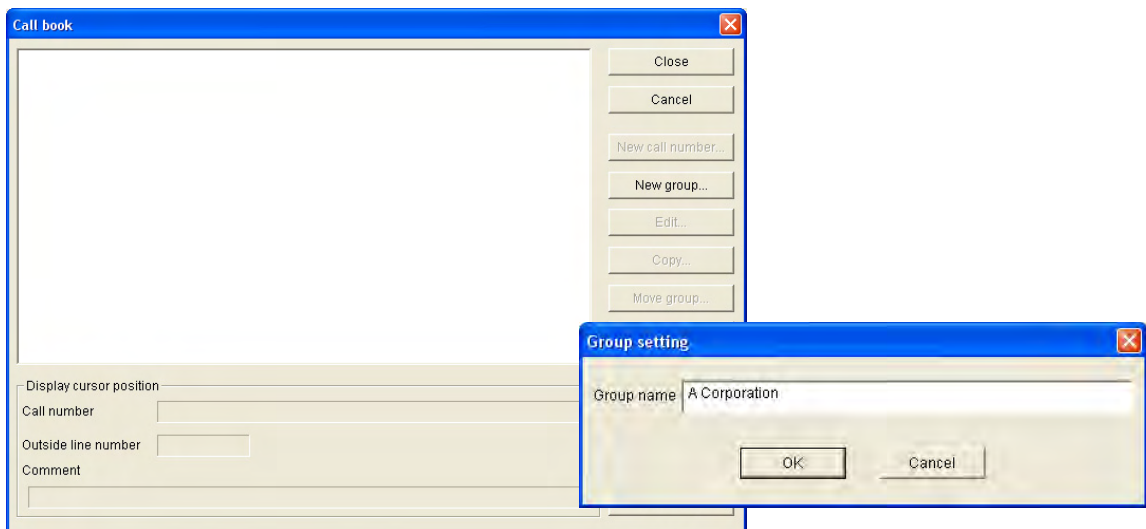 Call book
Close
Cancel
New call number...
New group...
Edit...
Copy...
Move group...
Display cursor position
Call number
Outside line number
Comment
Group setting
Group name A Corporation
OK Cancel